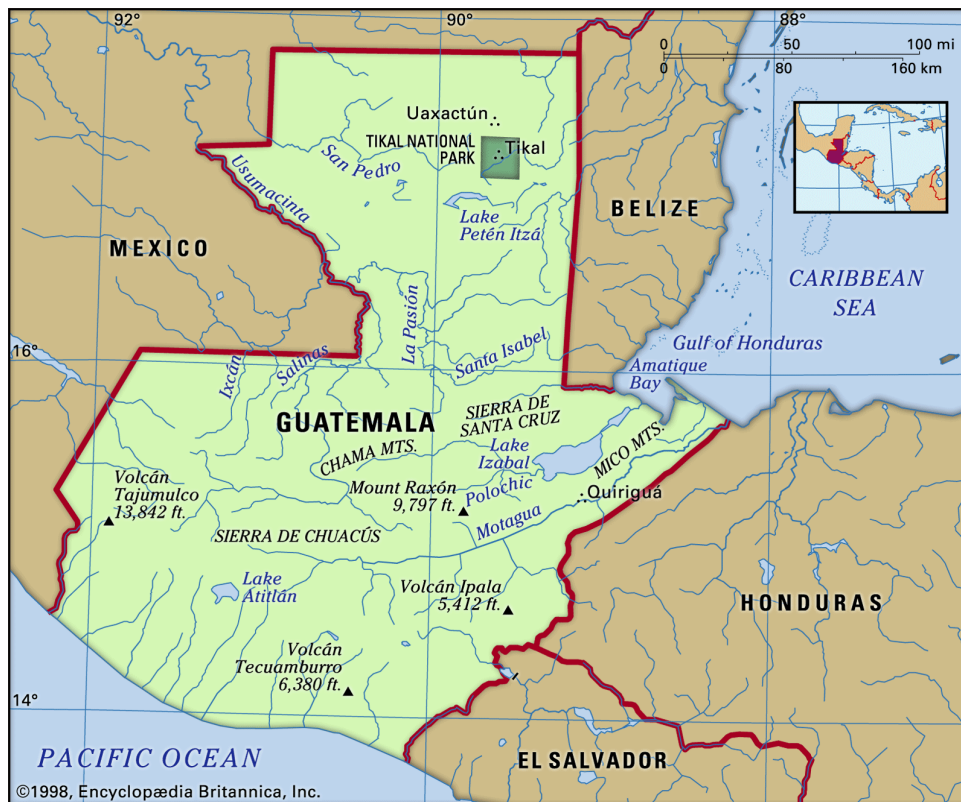 92°
90°
88°
0 50 100 mi
0 80 160 km
Uaxactún
TIKAL NATIONAL
PARK
Tikal
San Pedro
Usumacinta
Lake
Petén Itzá
BELIZE
MEXICO
CARIBBEAN
SEA
La Pasión
16°
Ixcán
Salinas
Santa Isabel
Gulf of Honduras
Amatique
Bay
GUATEMALA
SIERRA DE
SANTA CRUZ
CHAMA MTS.
Lake
Izabal
MICO MTS.
Volcán
Tajumulco
13,842 ft.
Mount Raxón
9,797 ft.
Polochic
Quiriguá
Motagua
SIERRA DE CHUACÚS
Lake
Atitlán
Volcán Ipala
5,412 ft.
HONDURAS
Volcán
Tecuamburro
6,380 ft.
14°
PACIFIC OCEAN
EL SALVADOR
©1998, Encyclopædia Britannica, Inc.